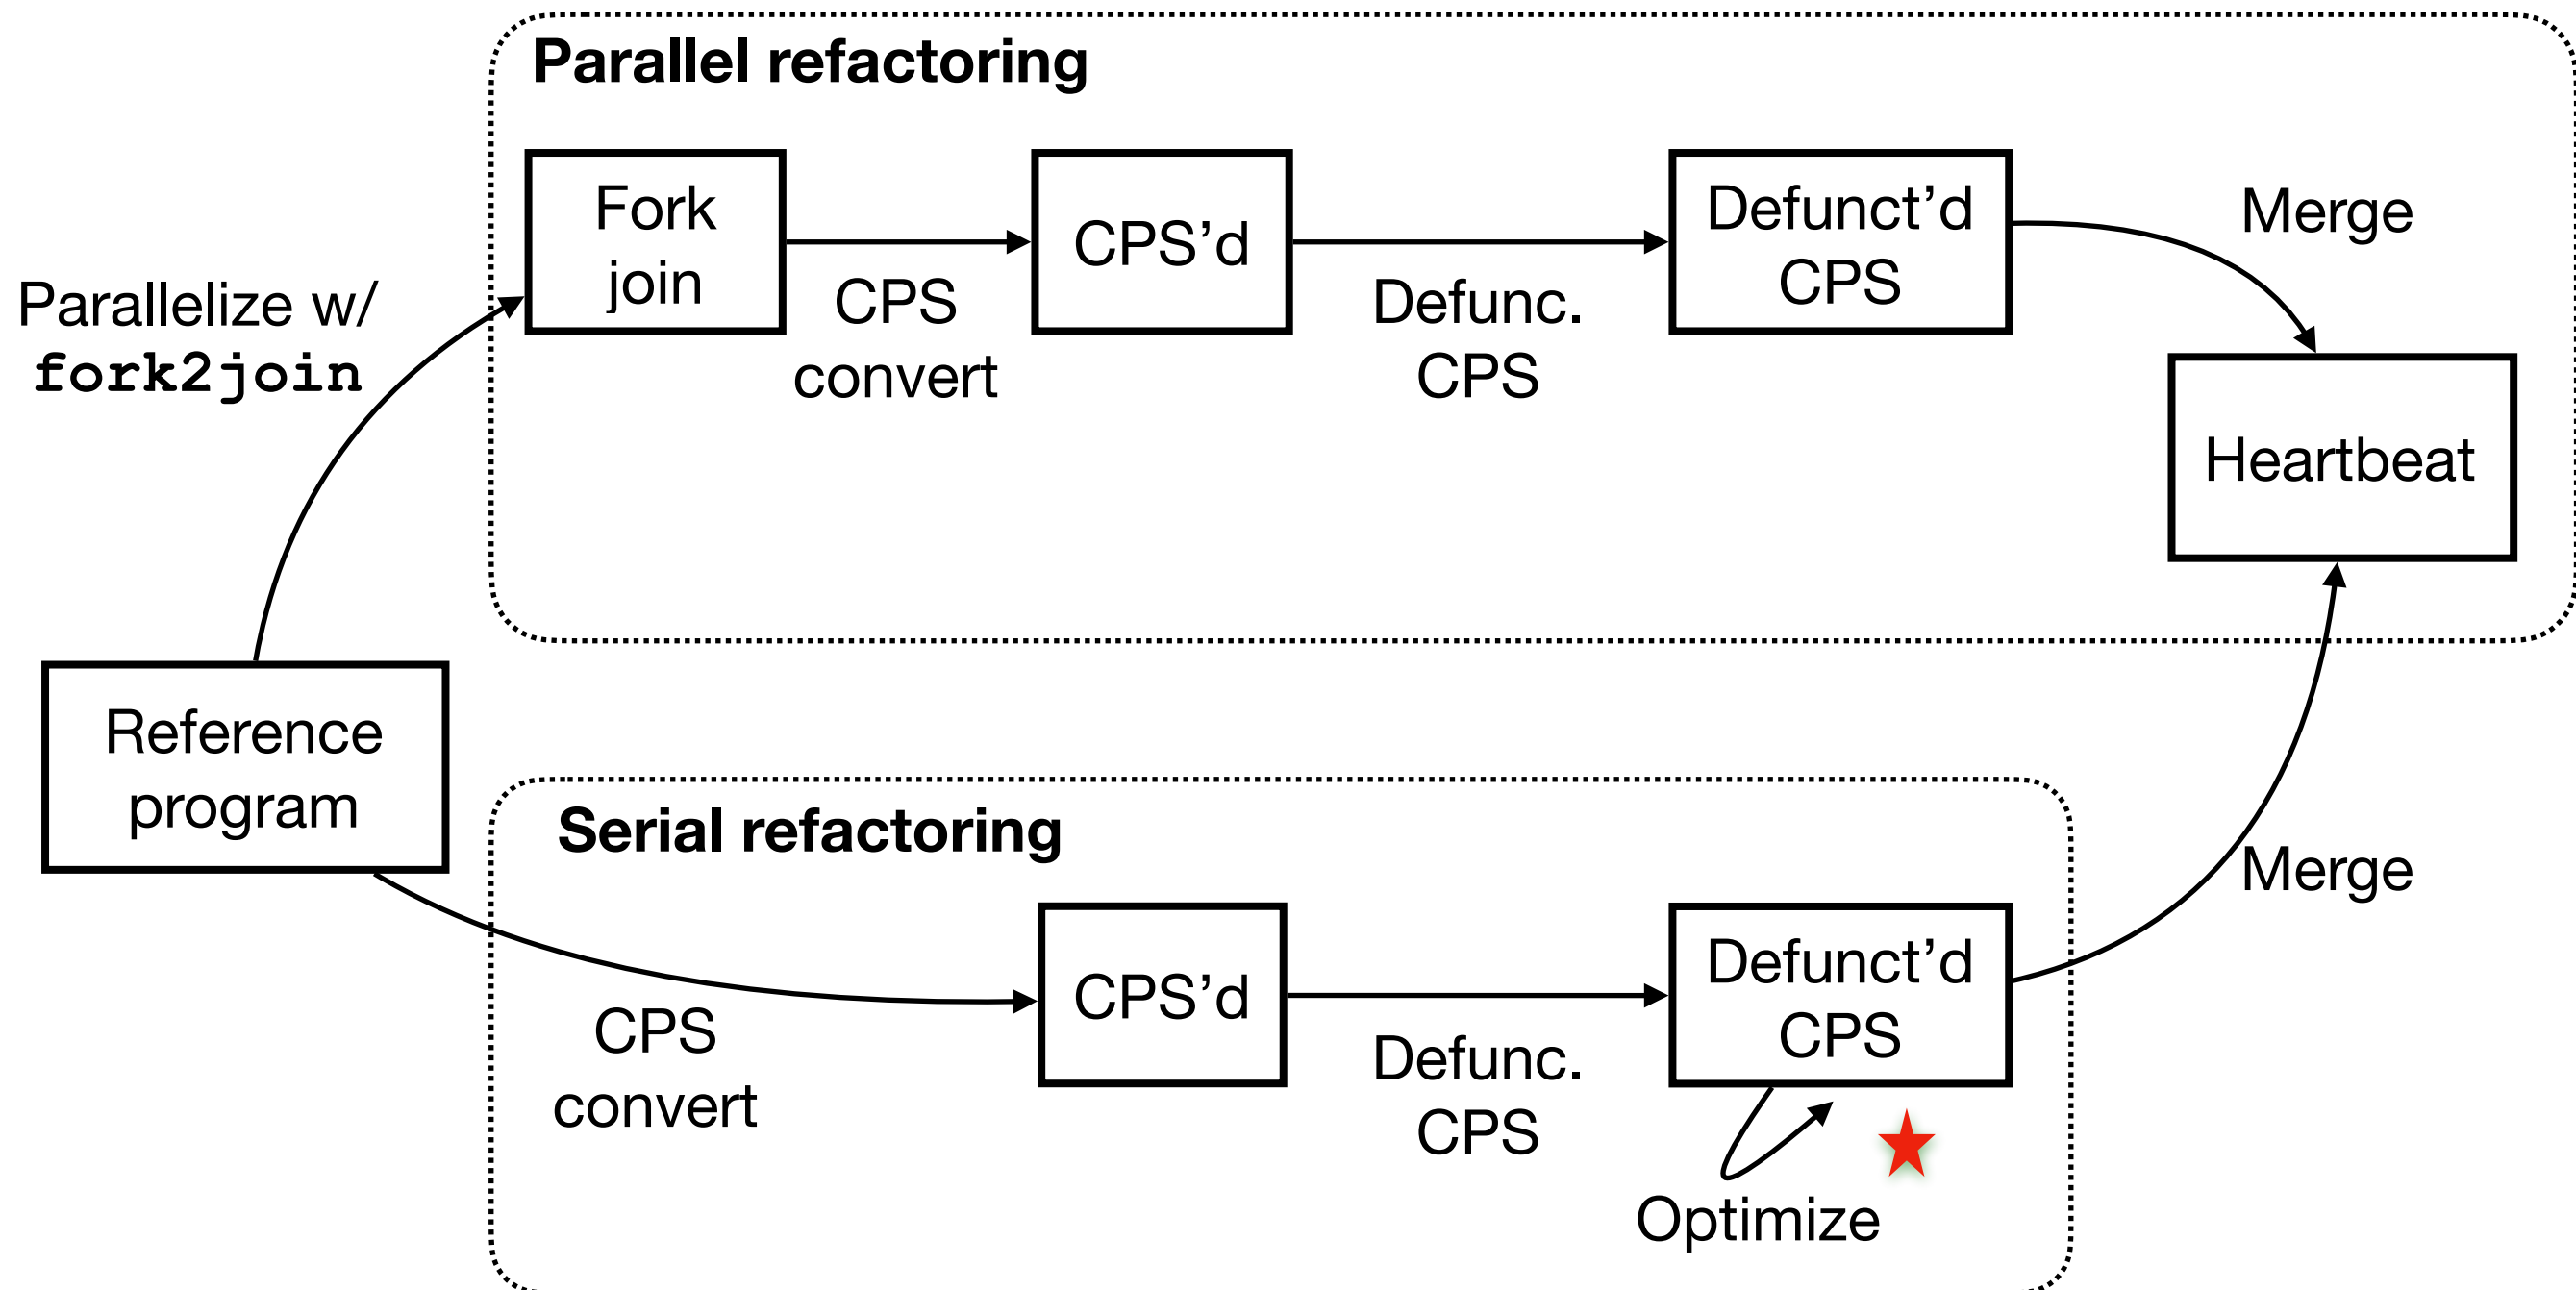 Parallel refactoring
Fork
join
CPS’d
Defunct’d
CPS
Merge
Parallelize w/
fork2join
CPS
convert
Defunc.
CPS
Heartbeat
Reference
program
Serial refactoring
Merge
CPS’d
Defunct’d
CPS
CPS
convert
Defunc.
CPS
Optimize